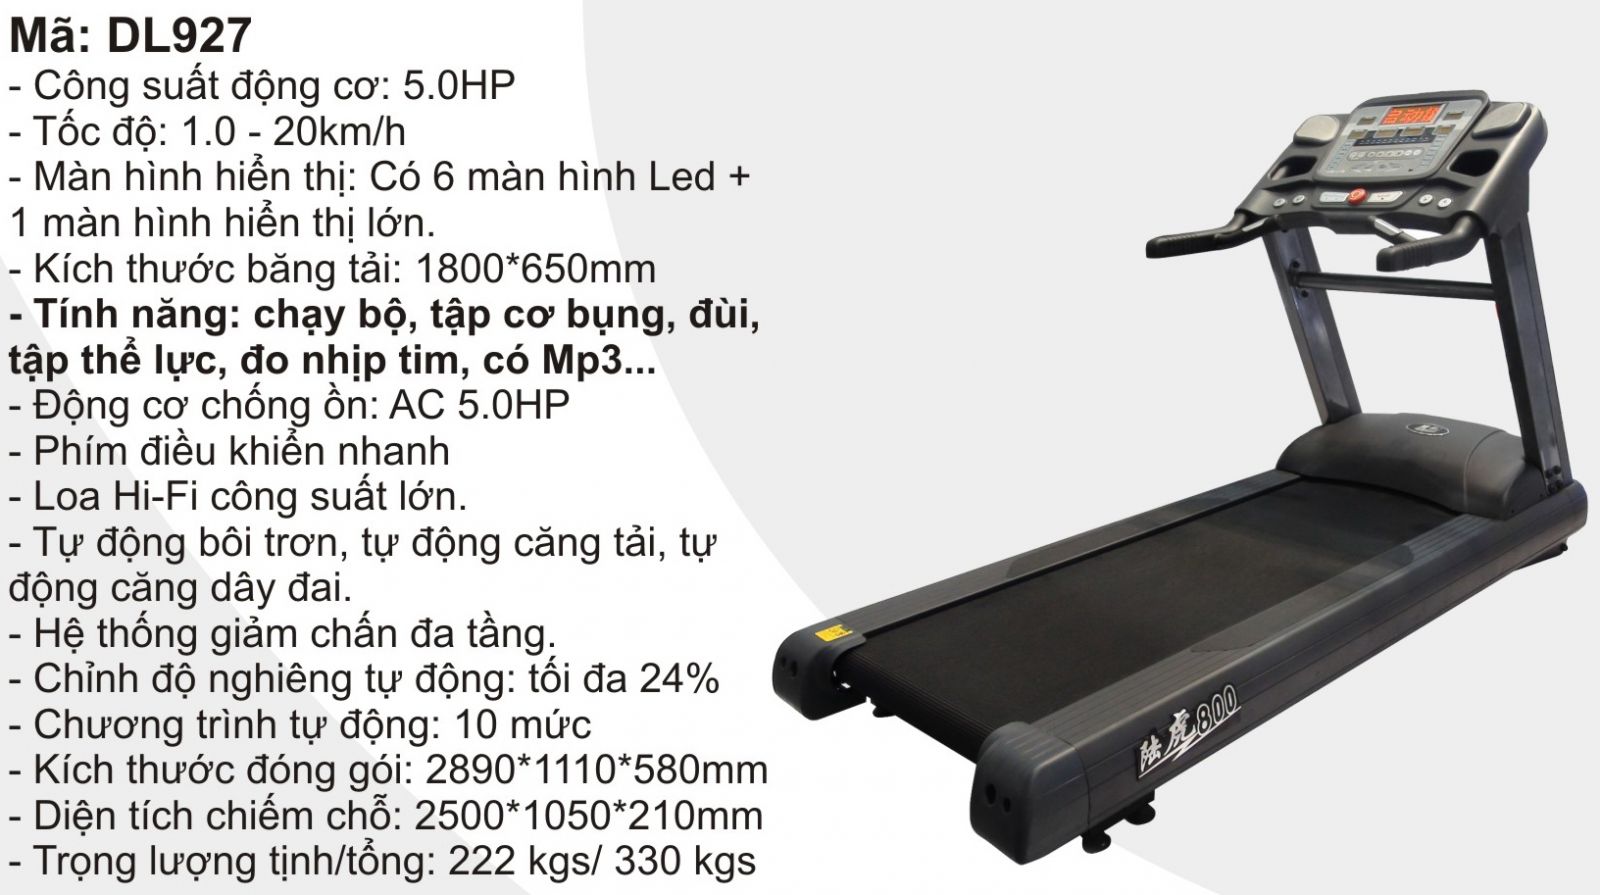 Mã: DL927
- Công suất động cơ: 5.0HP
- Tốc độ: 1.0 - 20km/h
- Màn hình hiển thị: Có 6 màn hình Led +
1 màn hình hiển thị lớn.
- Kích thước băng tải: 1800*650mm
- Tính năng: chạy bộ, tập cơ bụng, đùi,
tập thể lực, đo nhịp tim, có Mp3...
- Động cơ chống ồn: AC 5.0HP
- Phím điều khiển nhanh
- Loa Hi-Fi công suất lớn.
- Tự động bôi trơn, tự động căng tải, tự
động căng dây đai.
- Hệ thống giảm chấn đa tầng.
- Chỉnh độ nghiêng tự động: tối đa 24%
- Chương trình tự động: 10 mức
- Kích thước đóng gói: 2890*1110*580mm
- Diện tích chiếm chỗ: 2500*1050*210mm
- Trọng lượng tịnh/tổng: 222 kgs/ 330 kgs
陆虎800